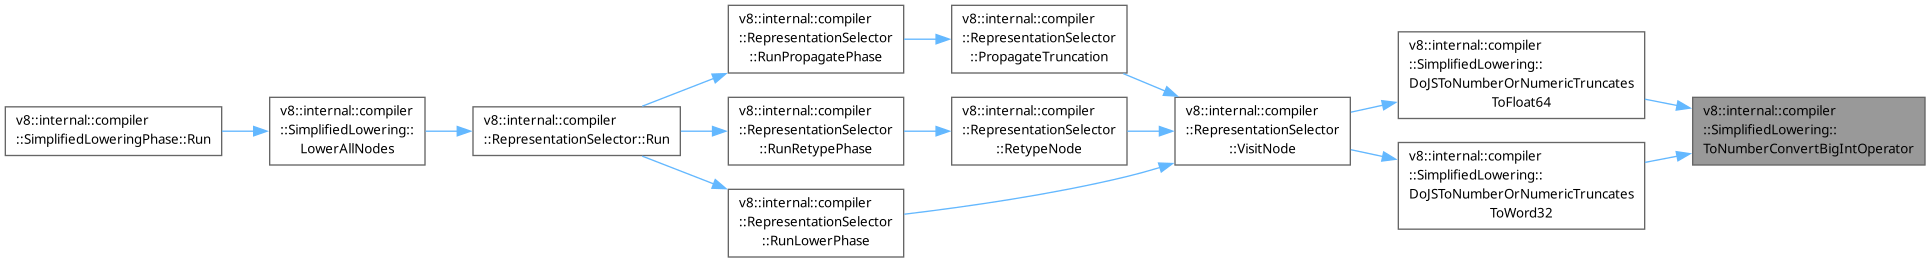 v8::internal::compiler
::SimplifiedLoweringPhase::Run
v8::internal::compiler
::SimplifiedLowering::
LowerAllNodes
v8::internal::compiler
::RepresentationSelector::Run
v8::internal::compiler
::RepresentationSelector
::RunPropagatePhase
v8::internal::compiler
::RepresentationSelector
::PropagateTruncation
v8::internal::compiler
::RepresentationSelector
::RunRetypePhase
v8::internal::compiler
::RepresentationSelector
::RetypeNode
v8::internal::compiler
::RepresentationSelector
::RunLowerPhase
v8::internal::compiler
::RepresentationSelector
::VisitNode
v8::internal::compiler
::SimplifiedLowering::
DoJSToNumberOrNumericTruncates
ToFloat64
v8::internal::compiler
::SimplifiedLowering::
DoJSToNumberOrNumericTruncates
ToWord32
v8::internal::compiler
::SimplifiedLowering::
ToNumberConvertBigIntOperator